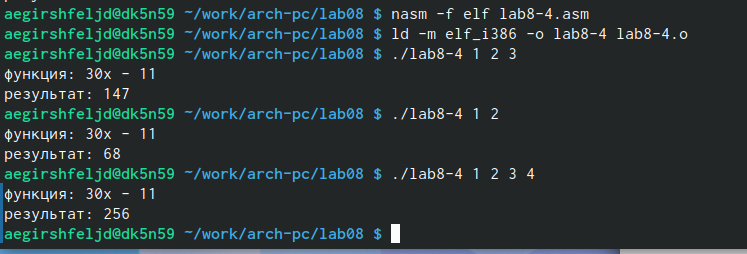 aegirshfeljd@dk5n59 ~/work/arch-pc/lab08 $ nasm -f elf lab8-4.asm
aegirshfeljd@dk5n59 ~/work/arch-pc/lab08 $ ld -m elf_i386 -o lab8-4 lab8-4.o
aegirshfeljd@dk5n59 ~/work/arch-pc/lab08 $ ./lab8-4 1 2 3
функция: 30x - 11
результат: 147
aegirshfeljd@dk5n59 ~/work/arch-pc/lab08 $ ./lab8-4 1 2
функция: 30x - 11
результат: 68
aegirshfeljd@dk5n59 ~/work/arch-pc/lab08 $ ./lab8-4 1 2 3 4
функция: 30x - 11
результат: 256
aegirshfeljd@dk5n59 ~/work/arch-pc/lab08 $